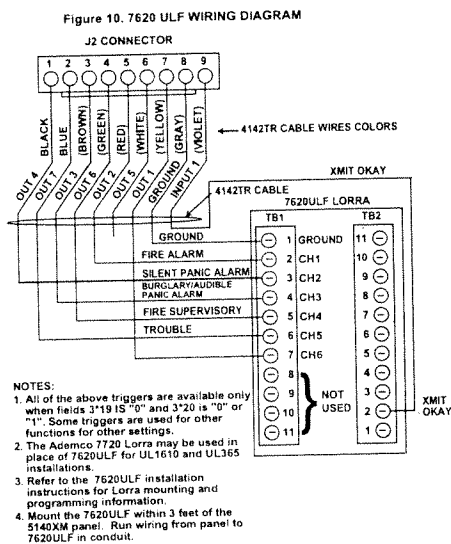 Figure 10. 7620 ULF WIRING DIAGRAM
J2 CONNECTOR
1 2 3 4 5 6 7 8 9
BLACK
BLUE
(BROWN)
(GREEN)
(RED)
(WHITE)
(YELLOW)
(GRAY)
(VIOLET)
4142TR CABLE WIRES COLORS
OUT 4
OUT 7
OUT 3
OUT 6
OUT 2
OUT 5
OUT 1
GROUND
INPUT 1
XMIT OKAY
4142TR CABLE
7620ULF LORRA
TB1
TB2
GROUND
FIRE ALARM
SILENT PANIC ALARM
BURGLARY/AUDIBLE
PANIC ALARM
FIRE SUPERVISORY
TROUBLE
1 GROUND
2 CH1
3 CH2
4 CH3
5 CH4
6 CH5
7 CH6
8
9
10
11
NOT
USED
11
10
9
8
7
6
5
4
3
2
1
XMIT
OKAY
NOTES:
1. All of the above triggers are available only
when fields 3*19 IS "0" and 3*20 is "0" or
"1". Some triggers are used for other
functions for other settings.
2. The Ademco 7720 Lorra may be used in
place of 7620ULF for UL1610 and UL365
installations.
3. Refer to the 7620ULF installation
instructions for Lorra mounting and
programming information.
4. Mount the 7620ULF within 3 feet of the
5140XM panel. Run wiring from panel to
7620ULF in conduit.